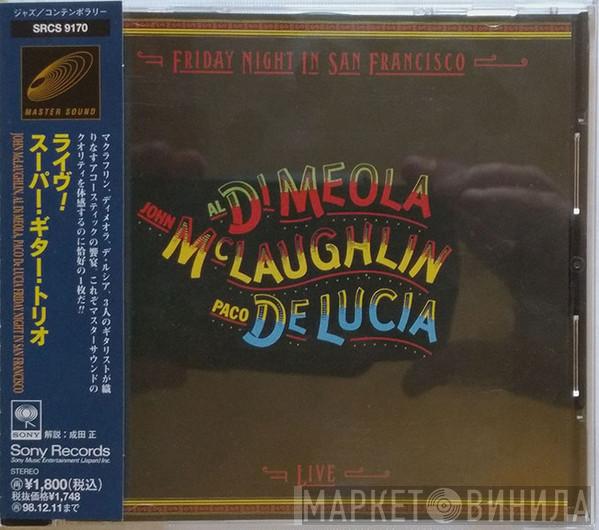 ジャズ/コンテンポラリー
SRCS 9170
MASTER SOUND
ライヴ!
スーパー・ギター・トリオ
JOHN McLAUGHLIN, AL DI MEOLA, PACO DE LUCIA / FRIDAY NIGHT IN SAN FRANCISCO
マクラフリン、ディメオラ、デ・ルシア、3人のギタリストが織
りなすアコースティックの饗宴、これぞマスターサウンドの
クオリティを体感するのに恰好の1枚だ!!
SONY
解説:成田 正
Sony Records
Sony Music Entertainment (Japan) Inc.
STEREO
¥1,800(税込)
税抜価格¥1,748
98.12.11まで
FRIDAY NIGHT IN SAN FRANCISCO
AL DI MEOLA
JOHN McLAUGHLIN
PACO DE LUCIA
LIVE
МАРКЕТ ВИНИЛА